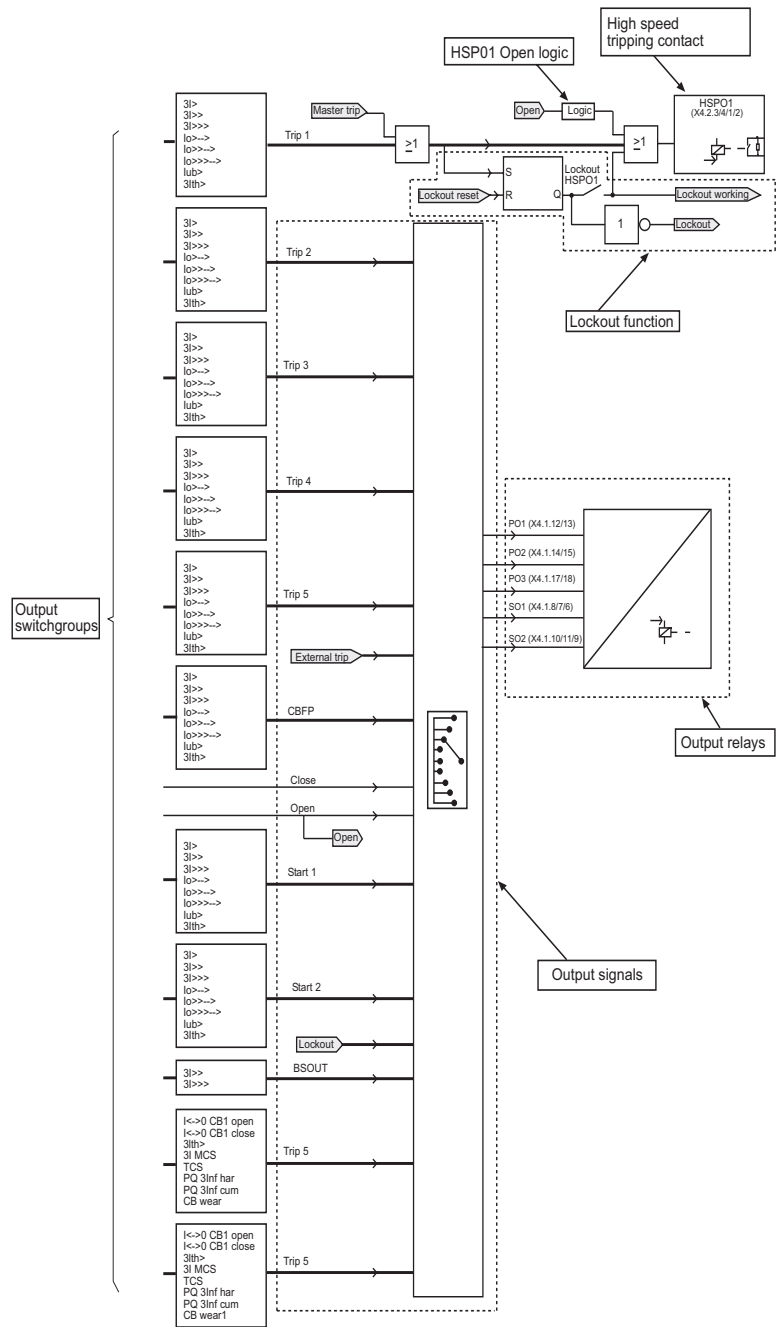 High speed
tripping contact
HSP01 Open logic
HSPO1
(X4.2.3/4/1/2)
3I>
3I>>
3I>>>
Io>-->
Io>>-->
Io>>>-->
Iub>
3Ith>
Trip 1
Master trip
>1
Open
Logic
>1
S
R
Q
Lockout reset
Lockout
HSPO1
Lockout working
1
Lockout
Lockout function
3I>
3I>>
3I>>>
Io>-->
Io>>-->
Io>>>-->
Iub>
3Ith>
Trip 2
3I>
3I>>
3I>>>
Io>-->
Io>>-->
Io>>>-->
Iub>
3Ith>
Trip 3
3I>
3I>>
3I>>>
Io>-->
Io>>-->
Io>>>-->
Iub>
3Ith>
Trip 4
PO1 (X4.1.12/13)
PO2 (X4.1.14/15)
PO3 (X4.1.17/18)
SO1 (X4.1.8/7/6)
SO2 (X4.1.10/11/9)
Output
switchgroups
3I>
3I>>
3I>>>
Io>-->
Io>>-->
Io>>>-->
Iub>
3Ith>
Trip 5
External trip
3I>
3I>>
3I>>>
Io>-->
Io>>-->
Io>>>-->
Iub>
3Ith>
CBFP
Output relays
Close
Open
Open
3I>
3I>>
3I>>>
Io>-->
Io>>-->
Io>>>-->
Iub>
3Ith>
Start 1
Output signals
3I>
3I>>
3I>>>
Io>-->
Io>>-->
Io>>>-->
Iub>
3Ith>
Start 2
Lockout
3I>>
3I>>>
BSOUT
I<->0 CB1 open
I<->0 CB1 close
3Ith>
3I MCS
TCS
PQ 3Inf har
PQ 3Inf cum
CB wear
Trip 5
I<->0 CB1 open
I<->0 CB1 close
3Ith>
3I MCS
TCS
PQ 3Inf har
PQ 3Inf cum
CB wear1
Trip 5